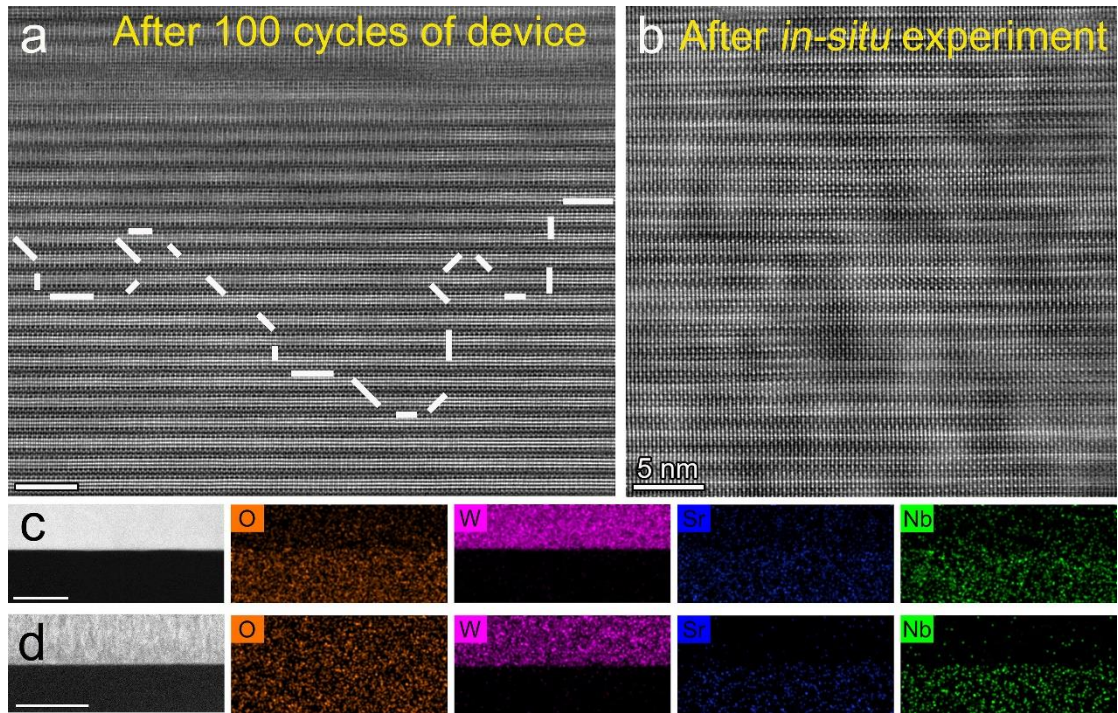 a After 100 cycles of device
b After in-situ experiment
5 nm
c O W Sr Nb
d O W Sr Nb